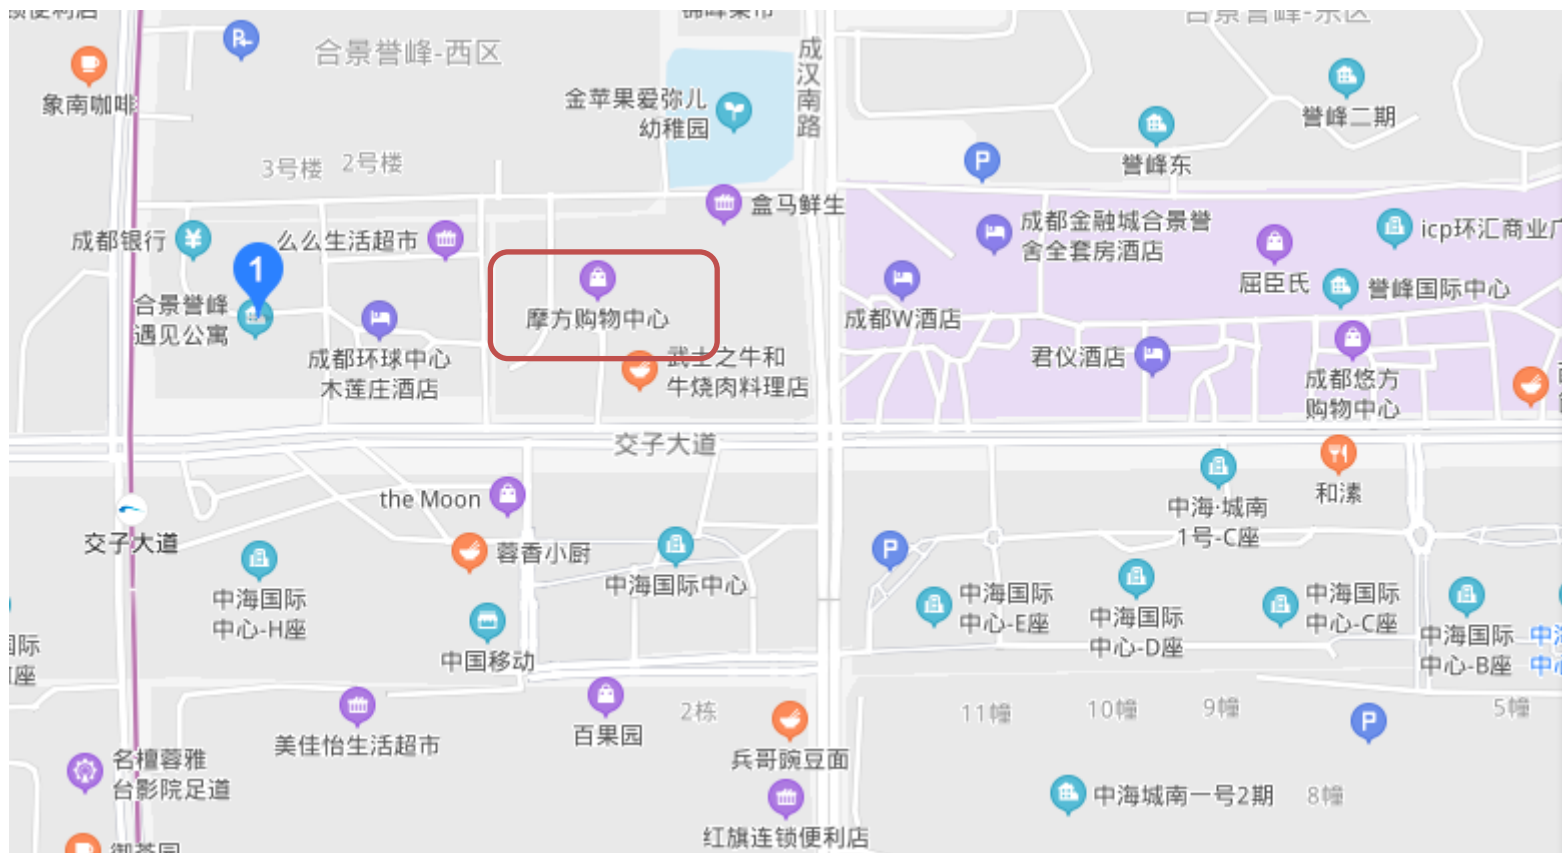 合景誉峰-西区
象南咖啡
金苹果爱弥儿
幼稚园
成汉南路
誉峰二期
誉峰东
3号楼
2号楼
盒马鲜生
成都银行
么么生活超市
1
合景誉峰
遇见公寓
成都环球中心
木莲庄酒店
摩方购物中心
武士之牛和
牛烧肉料理店
成都金融城合景誉
舍全套房酒店
成都W酒店
屈臣氏
icp环汇商业广
誉峰国际中心
君仪酒店
成都悠方
购物中心
交子大道
the Moon
蓉香小厨
中海国际中心
交子大道
中海国际
中心-H座
中国移动
中海·城南
1号-C座
和溸
P
P
中海国际
中心-E座
中海国际
中心-D座
中海国际
中心-C座
中海国际
中心-B座
国际
座
百果园
2栋
美佳怡生活超市
兵哥豌豆面
红旗连锁便利店
名檀蓉雅
台影院足道
11幢
10幢
9幢
5幢
P
中海城南一号2期
8幢